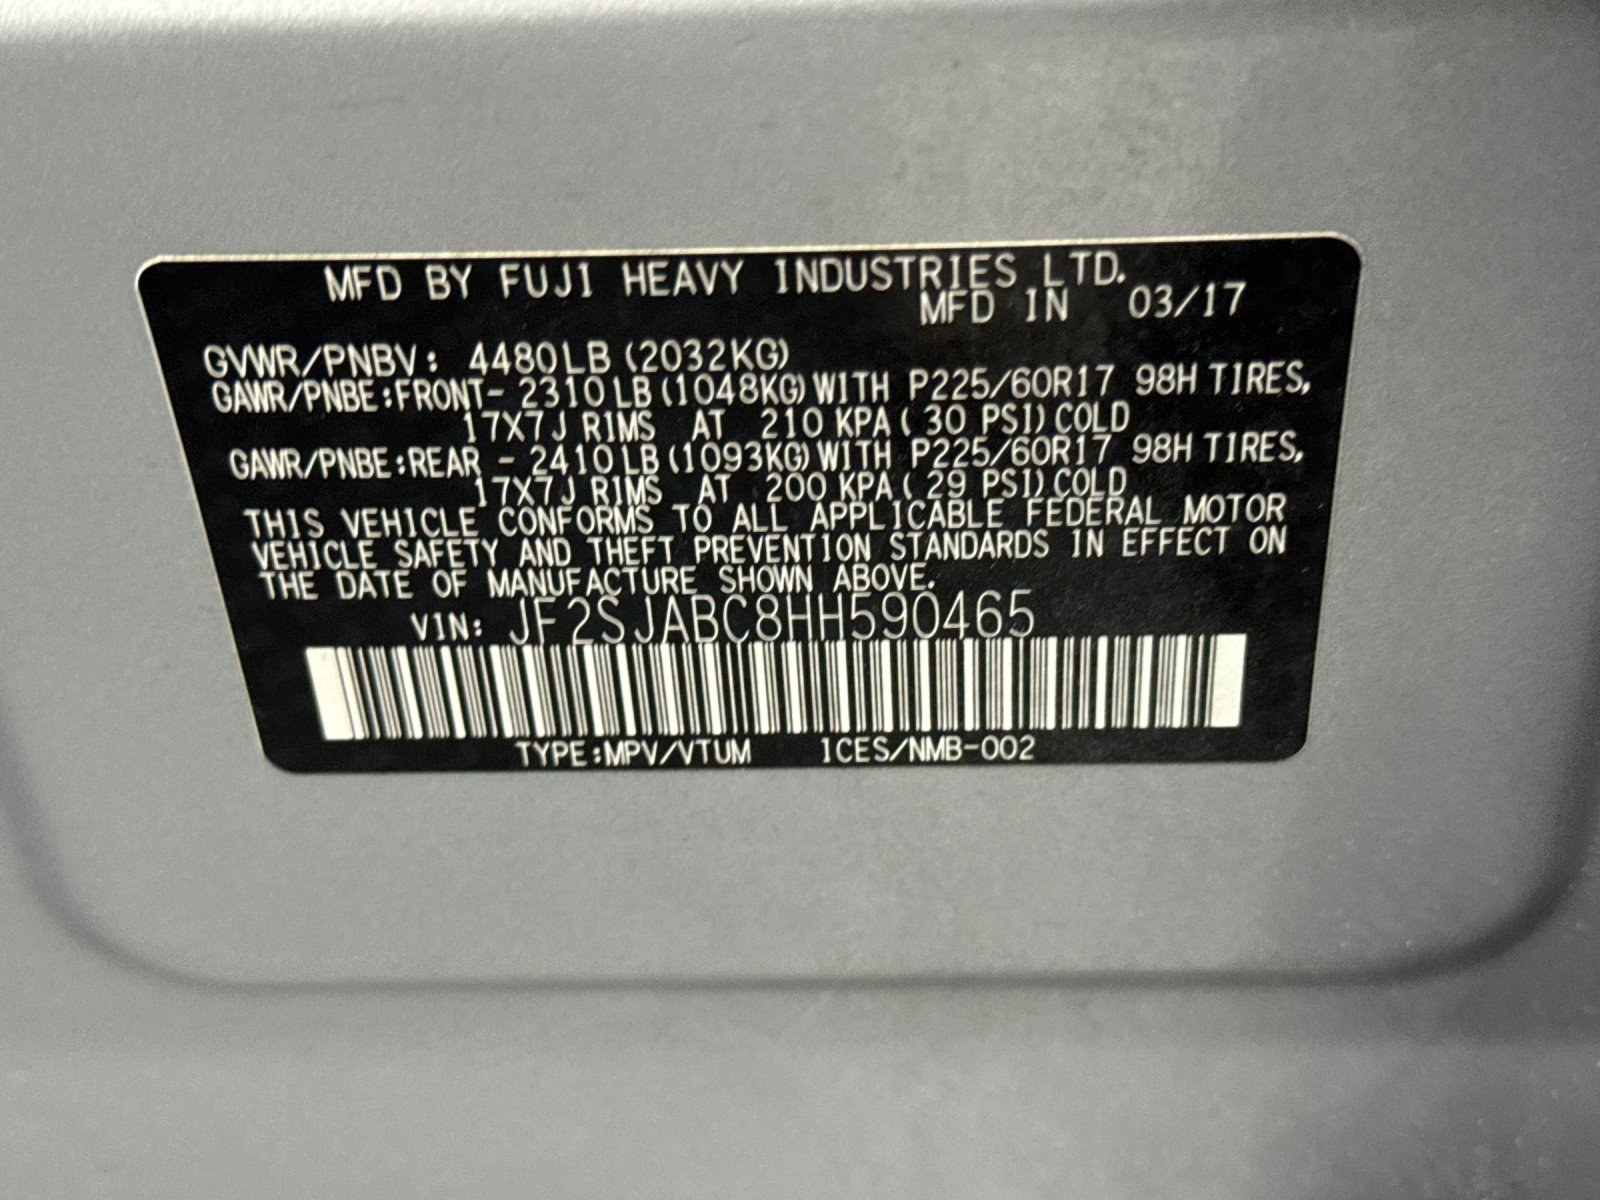 MFD BY FUJI HEAVY INDUSTRIES LTD.
MFD IN 03/17
GVWR/PNBV: 4480LB (2032KG)
GAWR/PNBE:FRONT- 2310LB (1048KG) WITH P225/60R17 98H TIRES,
17X7J RIMS AT 210 KPA ( 30 PSI) COLD
GAWR/PNBE:REAR - 2410LB (1093KG) WITH P225/60R17 98H TIRES,
17X7J RIMS AT 200 KPA ( 29 PSI) COLD
THIS VEHICLE CONFORMS TO ALL APPLICABLE FEDERAL MOTOR
VEHICLE SAFETY AND THEFT PREVENTION STANDARDS IN EFFECT ON
THE DATE OF MANUFACTURE SHOWN ABOVE.
VIN: JF2SJABC8HH590465
TYPE:MPV/VTUM ICES/NMB-002